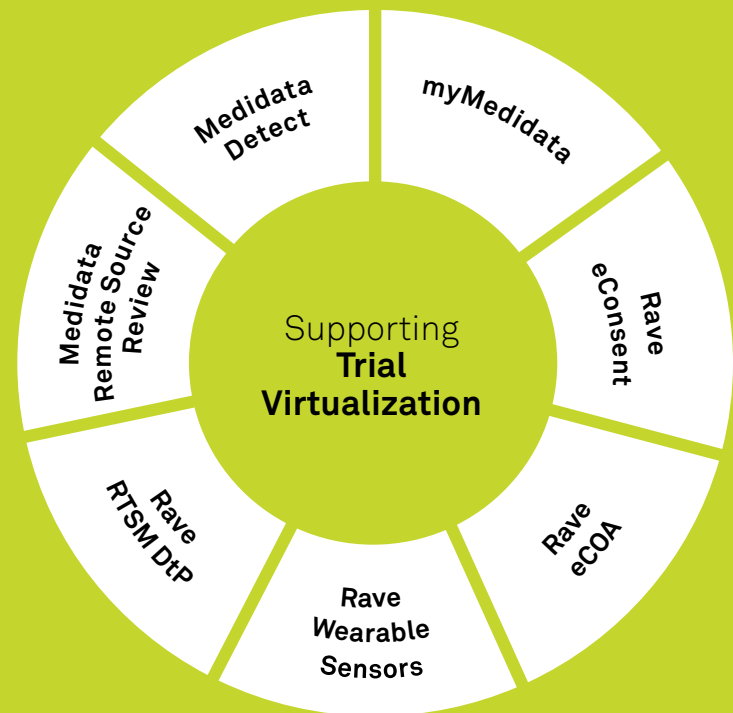 Supporting
Trial
Virtualization
myMedidata
Rave
eConsent
Rave
eCOA
Rave
Wearable
Sensors
Rave
RTSM DtP
Medidata
Remote Source
Review
Medidata
Detect